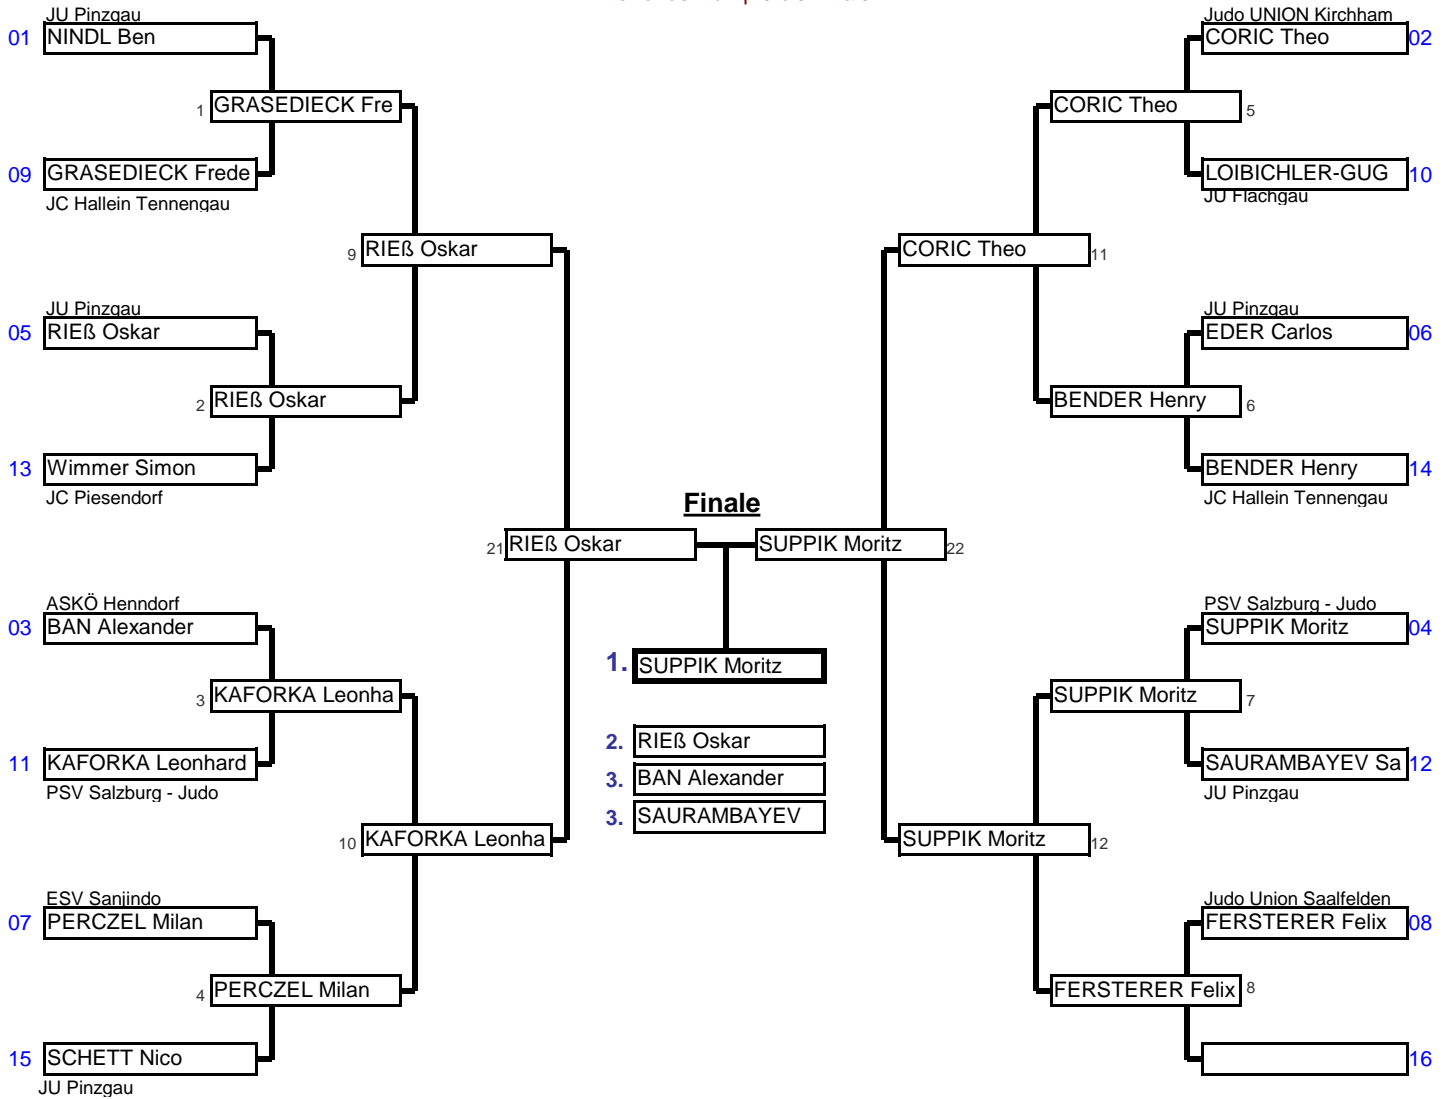 JU Pinzgau
01 NINDL Ben
1 GRASEDIECK Fre
09 GRASEDIECK Frede
JC Hallein Tennengau
9 RIEß Oskar
JU Pinzgau
05 RIEß Oskar
2 RIEß Oskar
13 Wimmer Simon
JC Piesendorf
21 RIEß Oskar
ASKÖ Henndorf
03 BAN Alexander
3 KAFORKA Leonha
11 KAFORKA Leonhard
PSV Salzburg - Judo
10 KAFORKA Leonha
ESV Sanjindo
07 PERCZEL Milan
4 PERCZEL Milan
15 SCHETT Nico
JU Pinzgau
Finale
1. SUPPIK Moritz
2. RIEß Oskar
3. BAN Alexander
3. SAURAMBAYEV
Judo UNION Kirchham
CORIC Theo 02
CORIC Theo 5
LOIBICHLER-GUG 10
JU Flachgau
CORIC Theo 11
JU Pinzgau
EDER Carlos 06
BENDER Henry 6
BENDER Henry 14
JC Hallein Tennengau
SUPPIK Moritz 22
PSV Salzburg - Judo
SUPPIK Moritz 04
SUPPIK Moritz 7
SAURAMBAYEV Sa 12
JU Pinzgau
SUPPIK Moritz 12
Judo Union Saalfelden
FERSTERER Felix 08
FERSTERER Felix 8
16